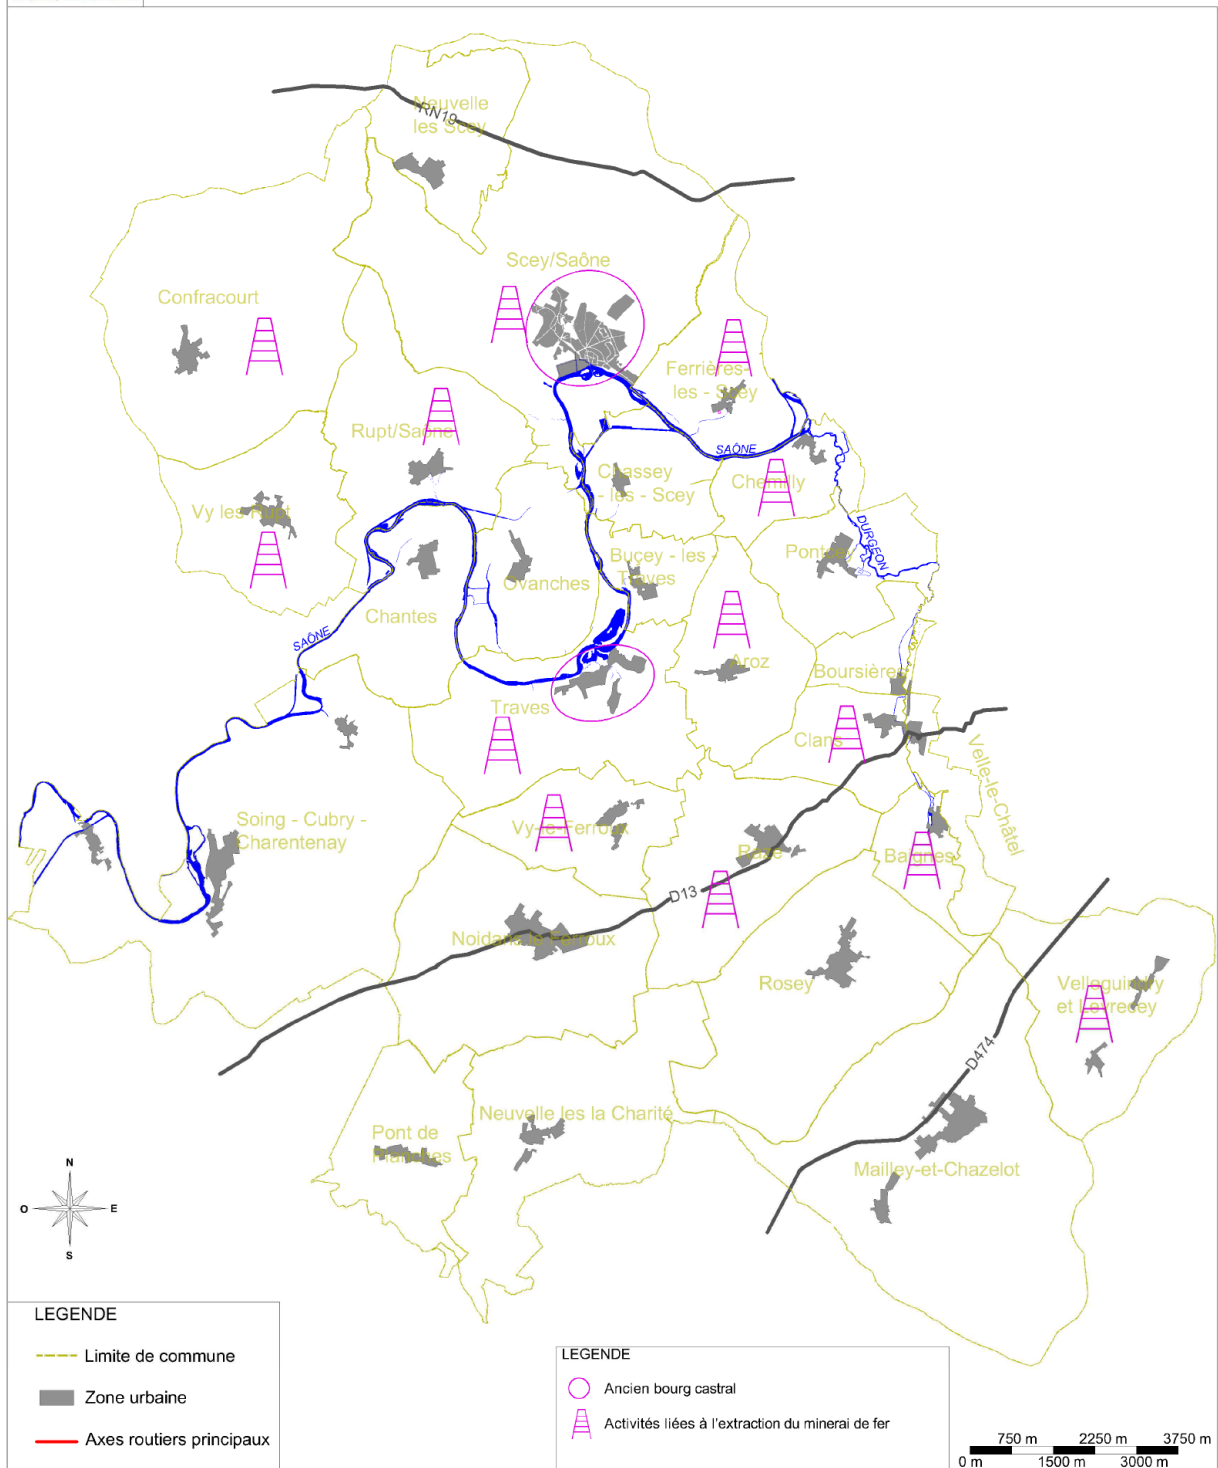 Neuvelle
les Scey
RN19
Scey/Saône
Confracourt
Ferrières-
les - Scey
Rupt/Saône
SAÔNE
Chassey
- les - Scey
Chemilly
Vy les Rupt
DURGEON
Pontcey
Bucey - les -
Traves
Ovanches
Chantes
SAÔNE
Aroz
Boursières
Traves
Clans
Velle-le-Châtel
Soing - Cubry -
Charentenay
Vy-le-Ferroux
Raze
Baignes
D13
Noidans le Ferroux
Rosey
Velleguindry
et Levrecey
D474
Neuvelle les la Charité
Pont de
Planches
Mailley-et-Chazelot
N
O
E
S
LEGENDE
Limite de commune
Zone urbaine
Axes routiers principaux
LEGENDE
Ancien bourg castral
Activités liées à l'extraction du minerai de fer
750 m 2250 m 3750 m
0 m 1500 m 3000 m